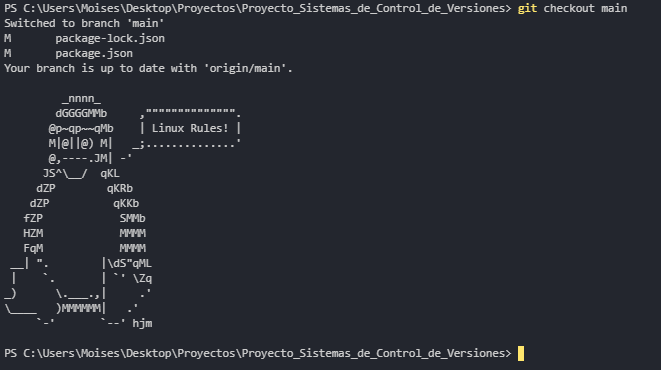 PS C:\Users\Moises\Desktop\Proyectos\Proyecto_Sistemas_de_Control_de_Versiones> git checkout main
Switched to branch 'main'
M       package-lock.json
M       package.json
Your branch is up to date with 'origin/main'.

         _nnnn_
        dGGGGMMb     ,""""""""""""""".
       @p~qp~~qMb    | Linux Rules! |
       M|@||@) M|   _;..............'
       @,----.JM| -'
      JS^\__/  qKL
     dZP        qKRb
    dZP          qKKb
   fZP            SMMb
   HZM            MMMM
   FqM            MMMM
 __| ".        |\dS"qML
 |    `.       | `' \Zq
_)      \.___.,|     .'
\____   )MMMMMM|   .'
     `-'       `--' hjm

PS C:\Users\Moises\Desktop\Proyectos\Proyecto_Sistemas_de_Control_de_Versiones>